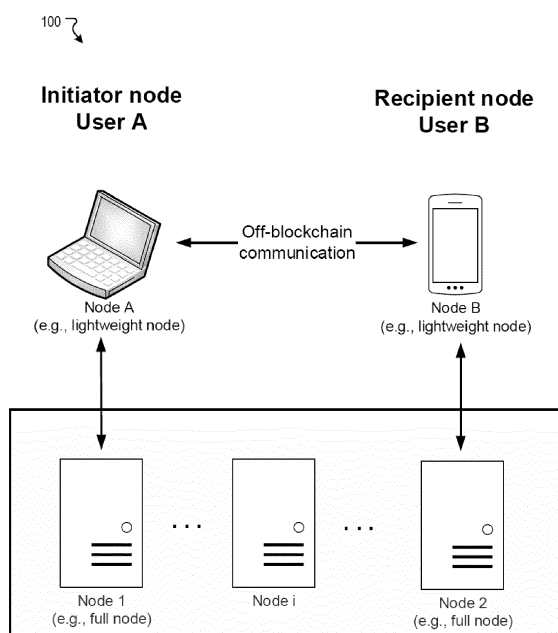 100
Initiator node
User A
Recipient node
User B
Off-blockchain
communication
Node A
(e.g., lightweight node)
Node B
(e.g., lightweight node)
. . .
. . .
Node 1
(e.g., full node)
Node i
Node 2
(e.g., full node)